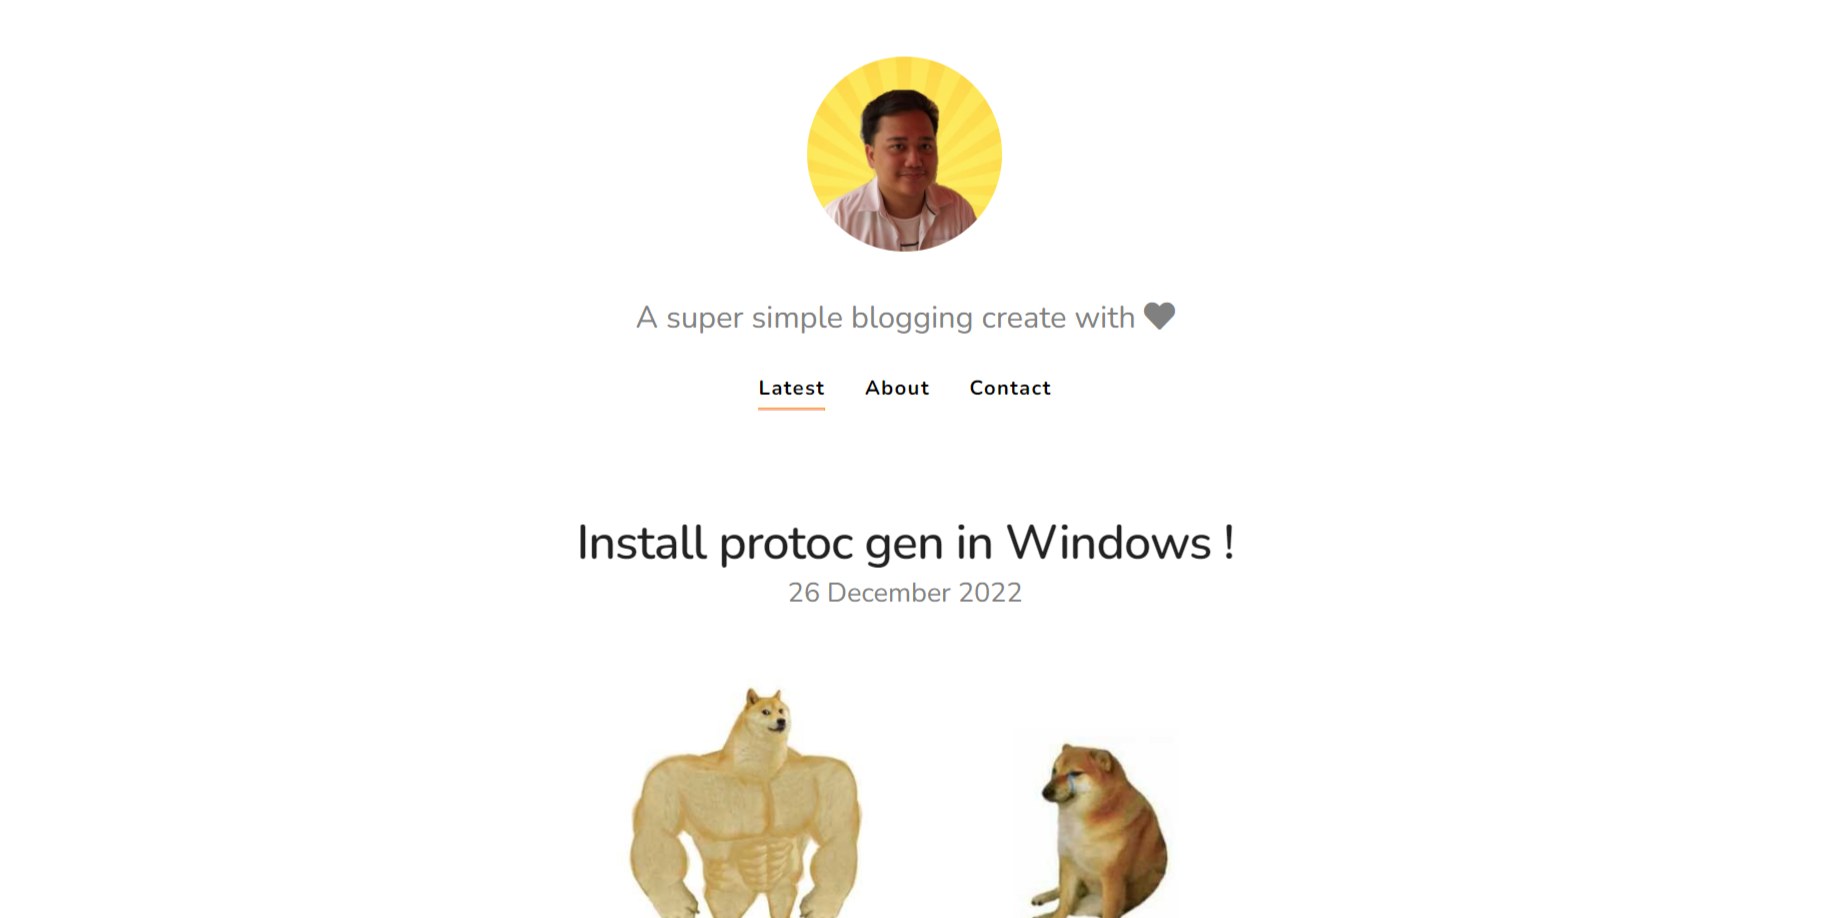 A super simple blogging create with
Latest About Contact
Install protoc gen in Windows !
26 December 2022